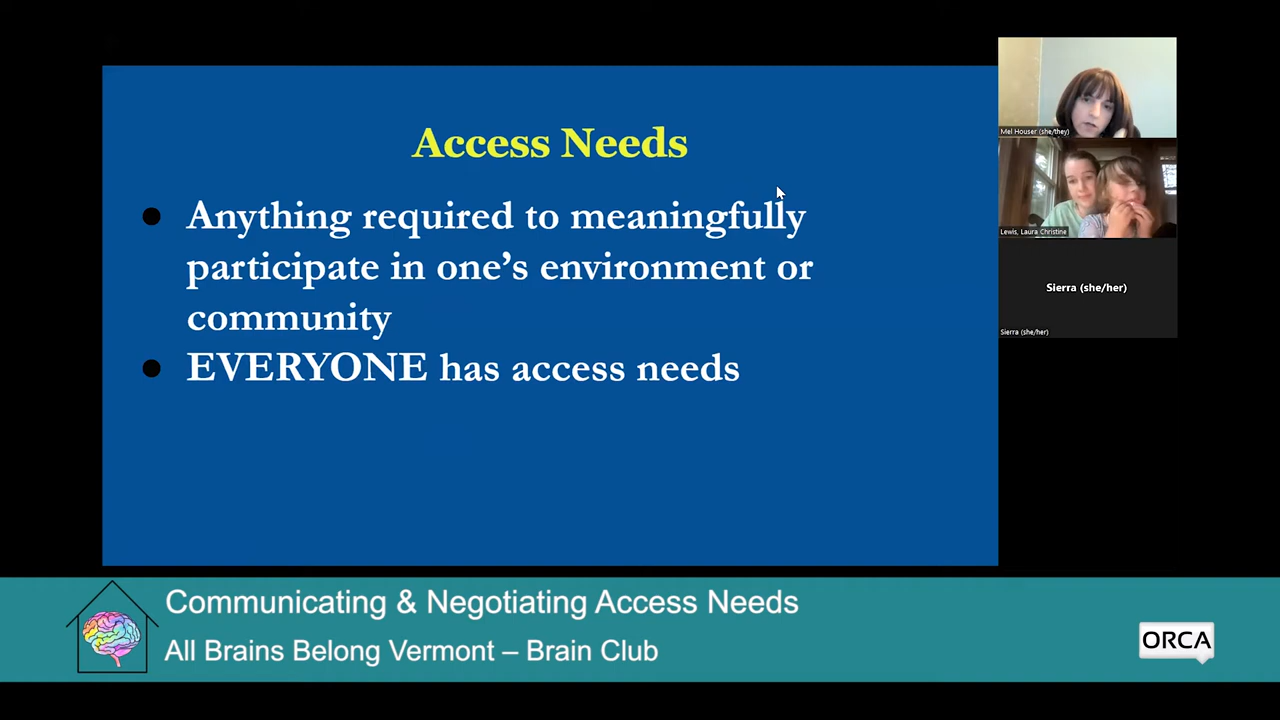 Access Needs
● Anything required to meaningfully
participate in one's environment or
community
● EVERYONE has access needs
Mel Houser (she/they)
Lewis, Laura Christine
Sierra (she/her)
Sierra (she/her)
Communicating & Negotiating Access Needs
All Brains Belong Vermont – Brain Club
ORCA